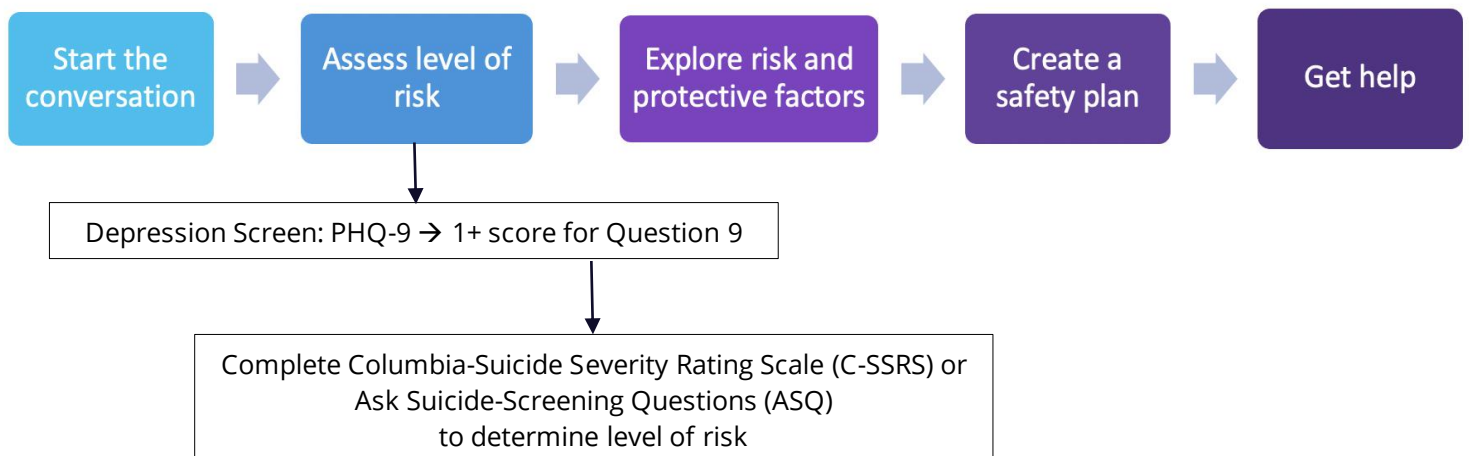 Start the
conversation
Assess level of
risk
Explore risk and
protective factors
Create a
safety plan
Get help
Depression Screen: PHQ-9 → 1+ score for Question 9
Complete Columbia-Suicide Severity Rating Scale (C-SSRS) or
Ask Suicide-Screening Questions (ASQ)
to determine level of risk